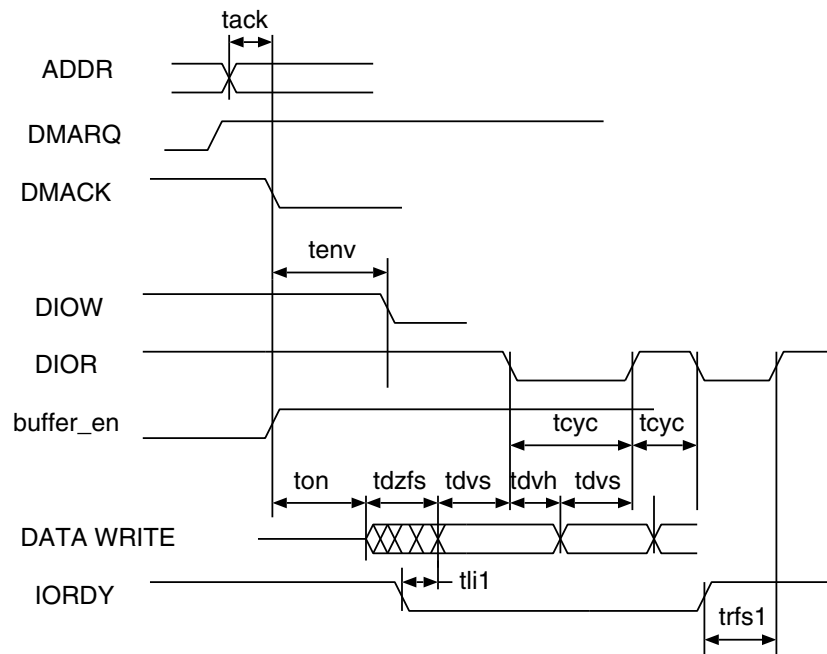 tack
ADDR
DMARQ
DMACK
tenv
DIOW
DIOR
buffer_en
tcyc tcyc
ton tdzfs tdvs tdvh tdvs
DATA WRITE
tli1
IORDY
trfs1